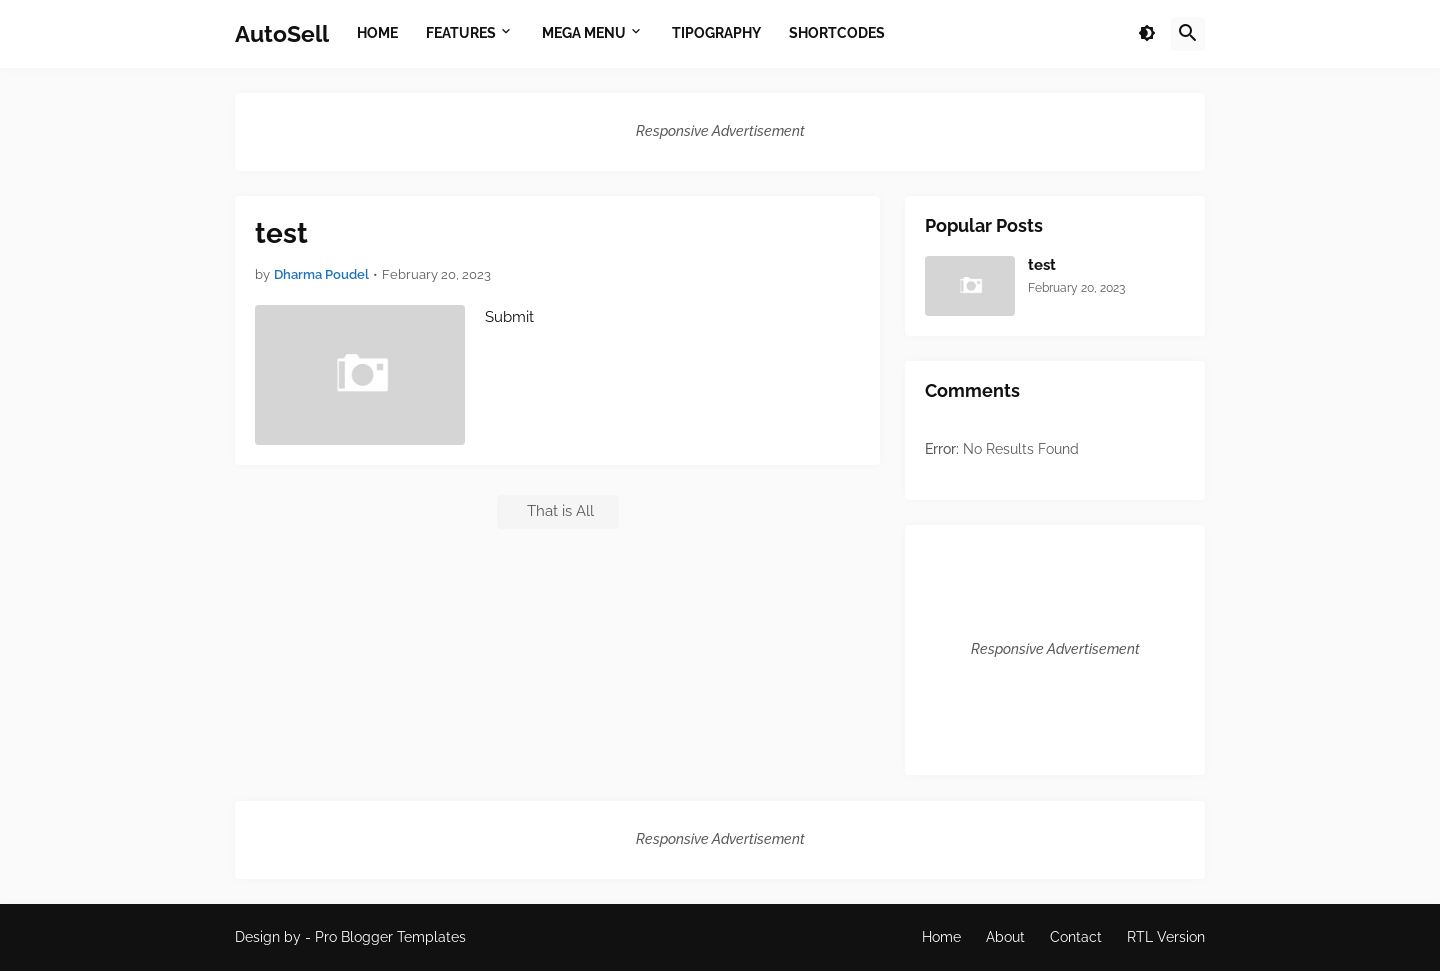 AutoSell
HOME
FEATURES
MEGA MENU
TIPOGRAPHY
SHORTCODES
Responsive Advertisement
test
by Dharma Poudel • February 20, 2023
Submit
That is All
Popular Posts
test
February 20, 2023
Comments
Error: No Results Found
Responsive Advertisement
Responsive Advertisement
Design by - Pro Blogger Templates
Home
About
Contact
RTL Version